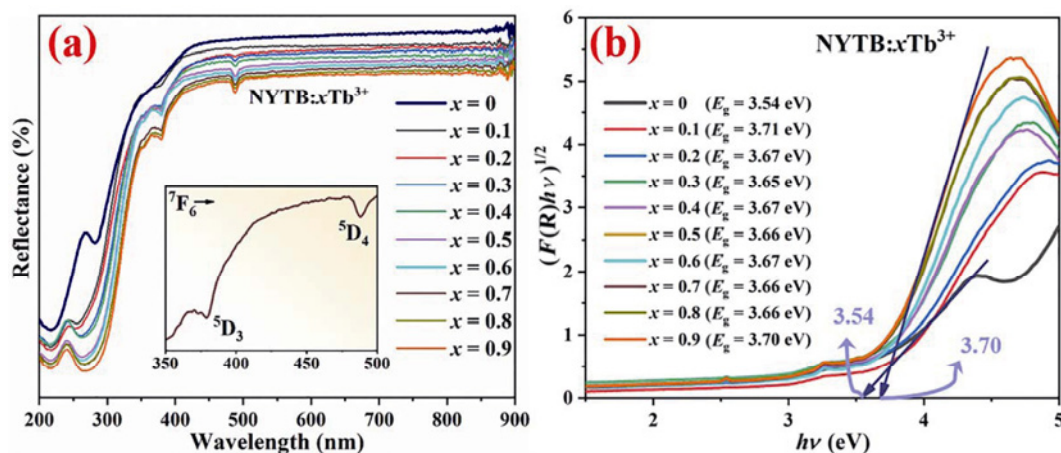 (a)
NYTB:xTb³⁺
x = 0
x = 0.1
x = 0.2
x = 0.3
x = 0.4
x = 0.5
x = 0.6
x = 0.7
x = 0.8
x = 0.9
⁷F₆→
⁵D₄
⁵D₃
350 400 450 500
Reflectance (%)
200 300 400 500 600 700 800 900
Wavelength (nm)
(b)
NYTB:xTb³⁺
x = 0 (Eg = 3.54 eV)
x = 0.1 (Eg = 3.71 eV)
x = 0.2 (Eg = 3.67 eV)
x = 0.3 (Eg = 3.65 eV)
x = 0.4 (Eg = 3.67 eV)
x = 0.5 (Eg = 3.66 eV)
x = 0.6 (Eg = 3.67 eV)
x = 0.7 (Eg = 3.66 eV)
x = 0.8 (Eg = 3.66 eV)
x = 0.9 (Eg = 3.70 eV)
3.54
3.70
(F(R)hν)¹/²
6
5
4
3
2
1
0
2 3 4 5
hν (eV)